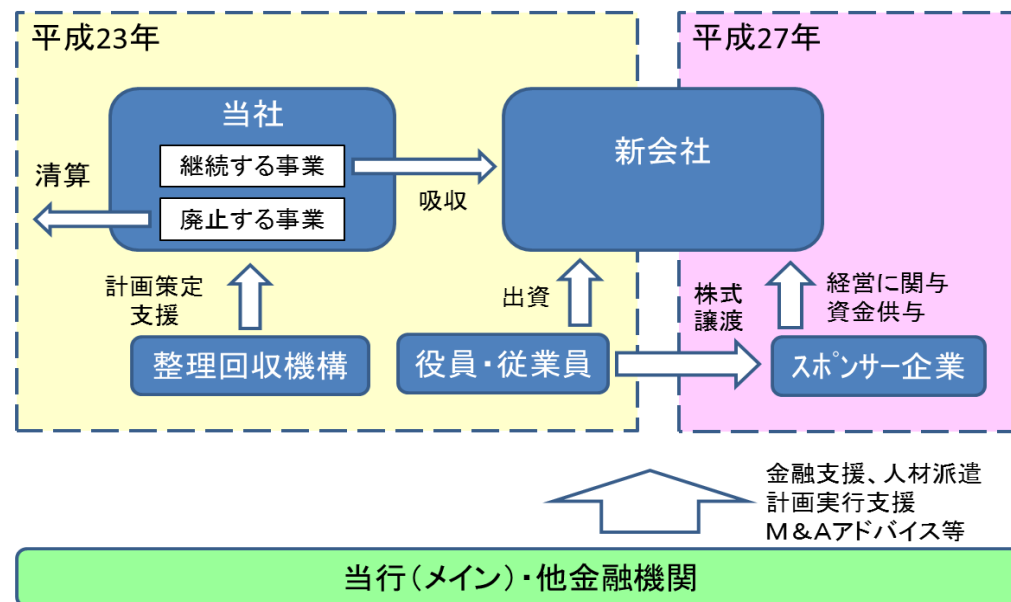 平成23年
平成27年
当社
継続する事業
廃止する事業
清算
吸収
新会社
計画策定
支援
出資
株式
譲渡
経営に関与
資金供与
整理回収機構
役員・従業員
ｽﾎﾟﾝｻｰ企業
金融支援、人材派遣
計画実行支援
Ｍ＆Ａアドバイス等
当行（メイン）・他金融機関